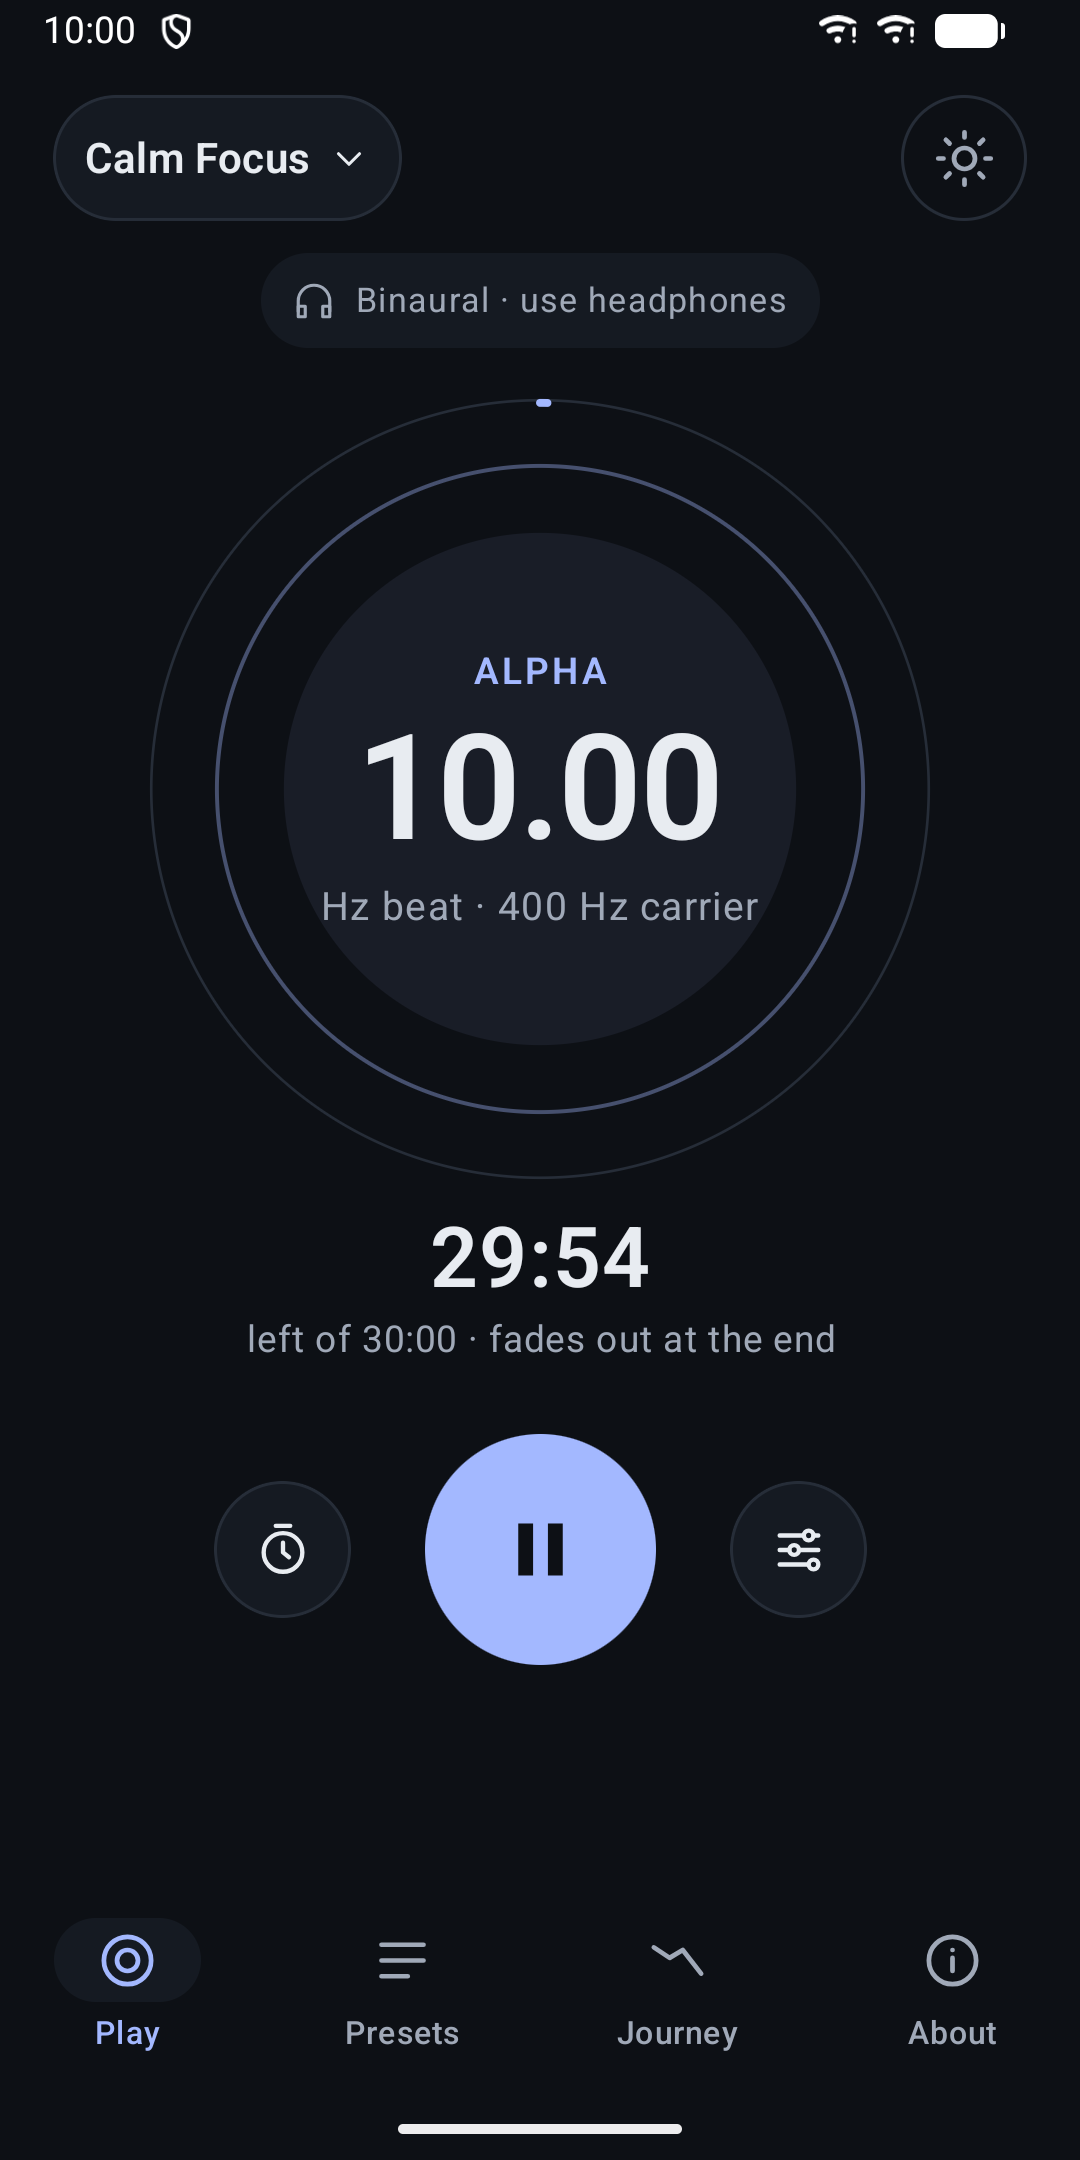 10:00
Calm Focus
Binaural · use headphones
ALPHA
10.00
Hz beat · 400 Hz carrier
29:54
left of 30:00 · fades out at the end
Play
Presets
Journey
About